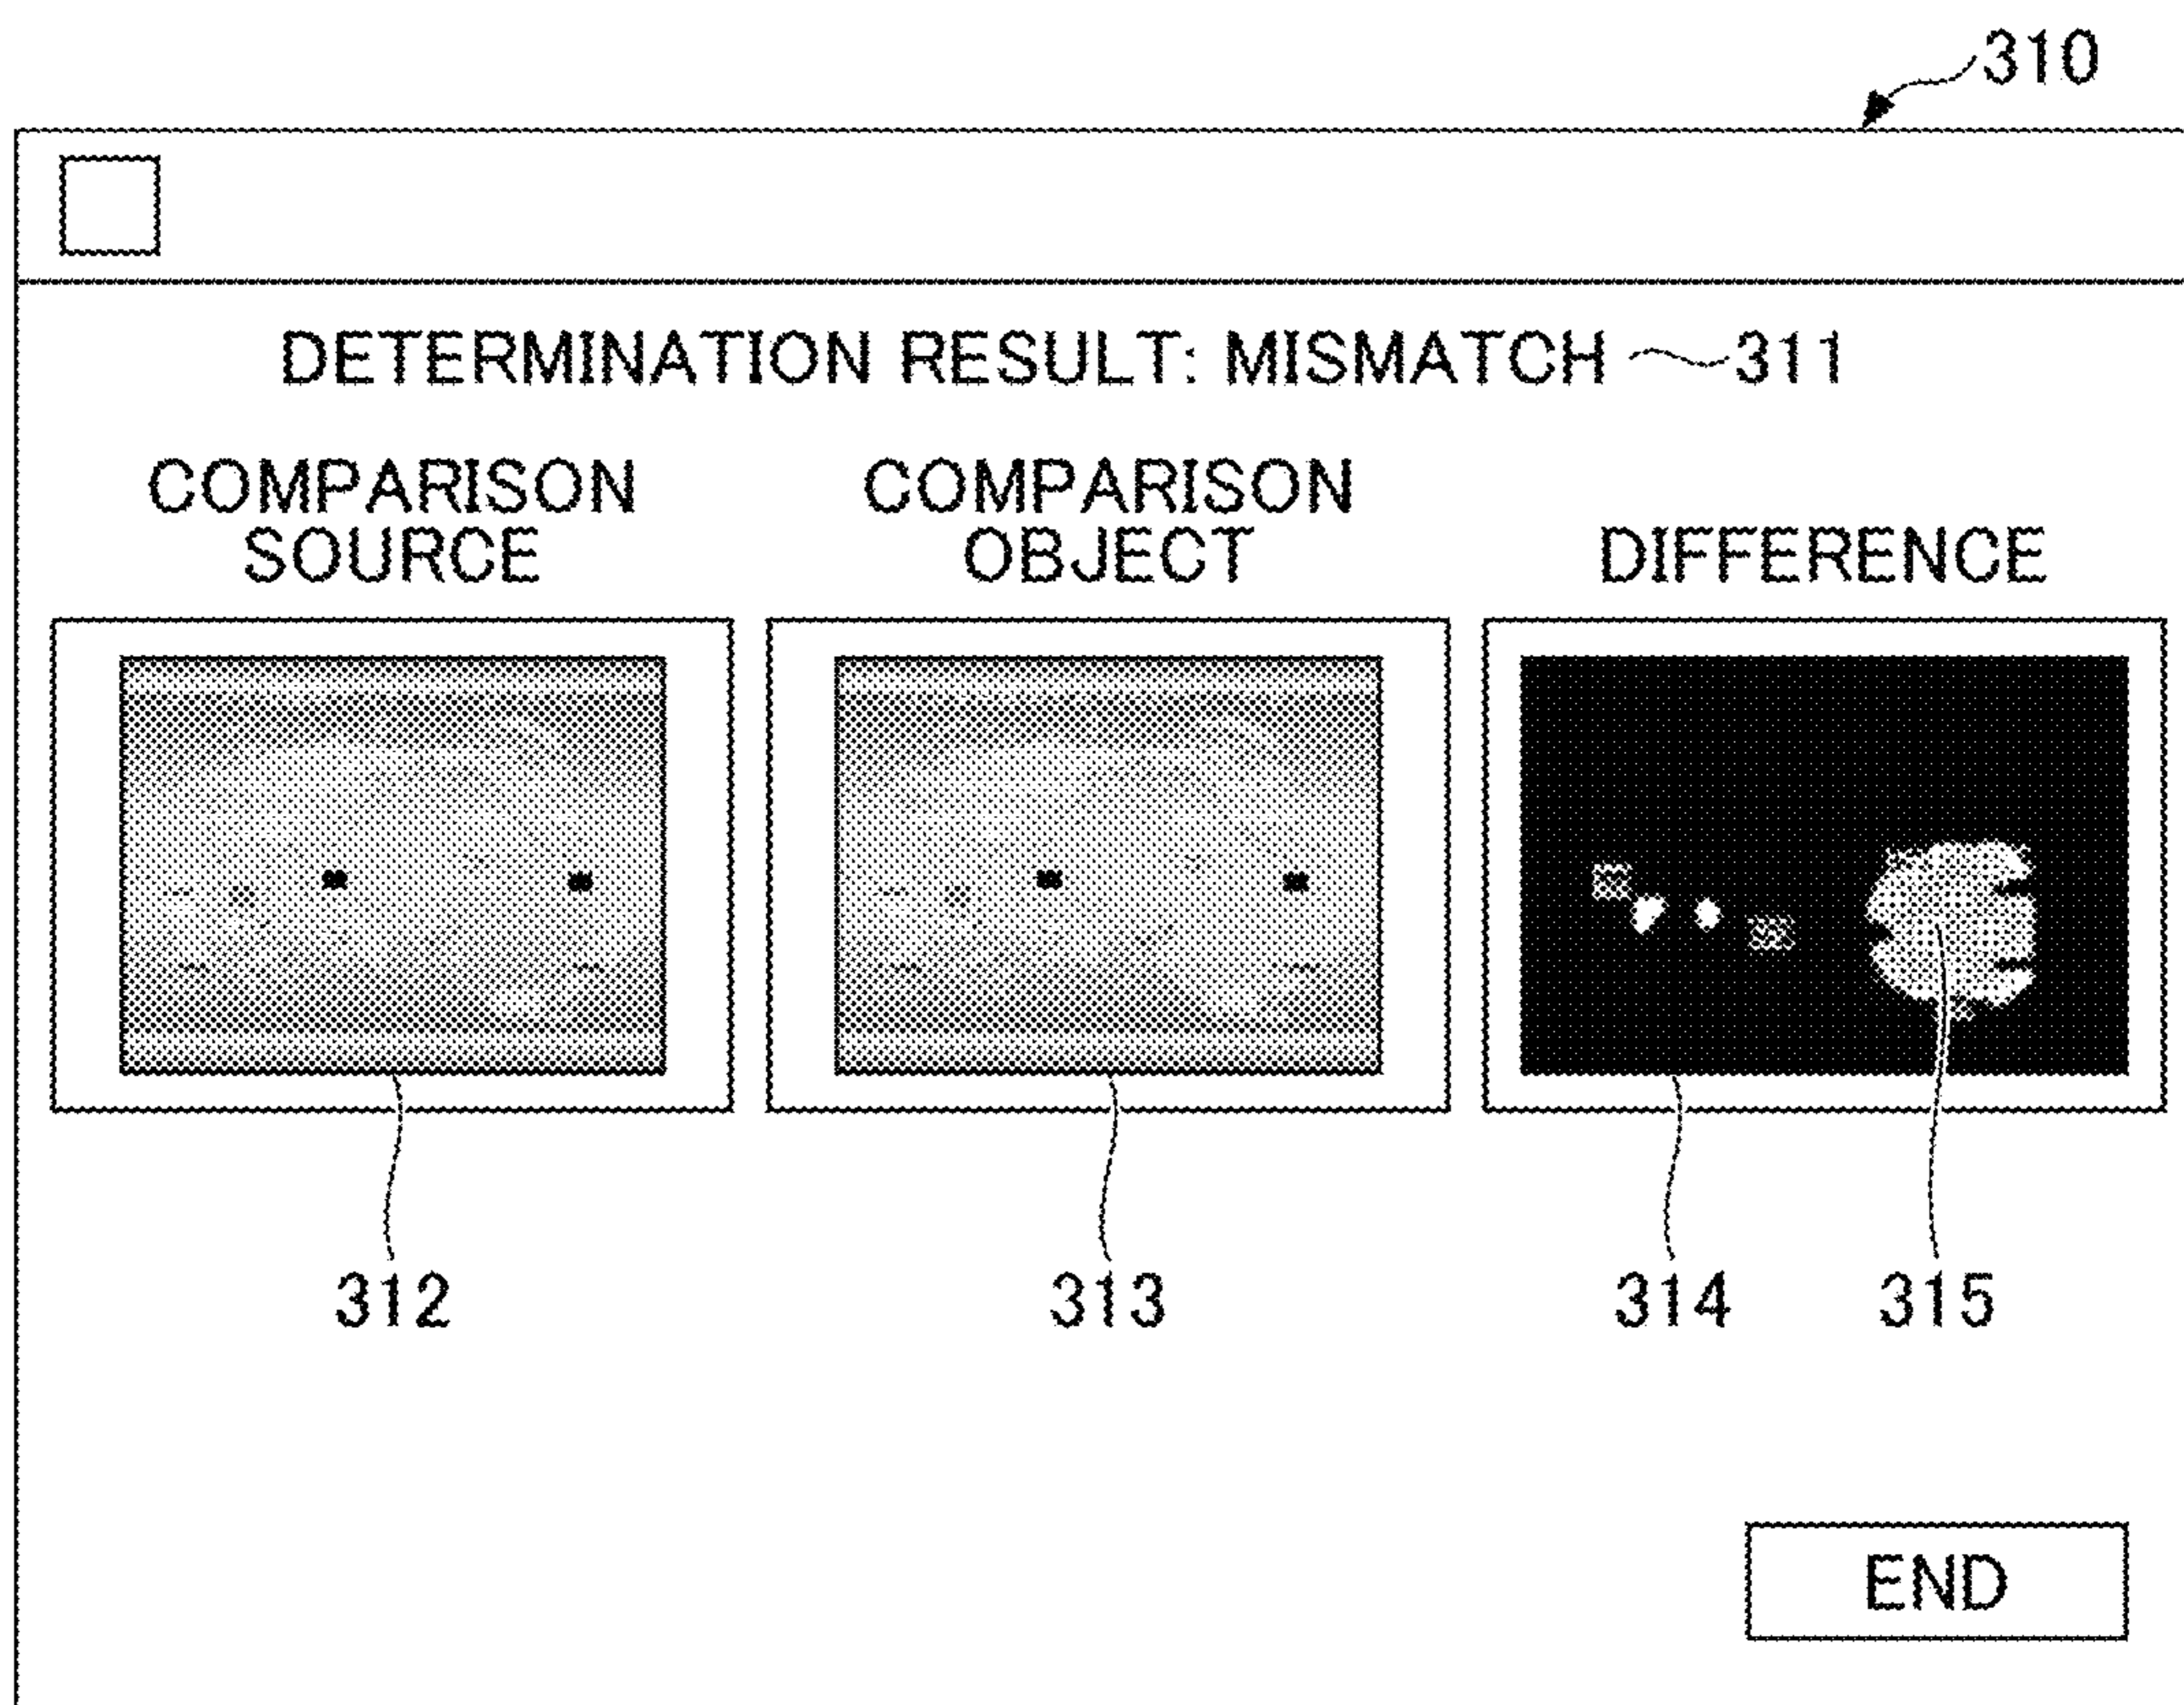 310
DETERMINATION RESULT: MISMATCH 311
COMPARISON
SOURCE
COMPARISON
OBJECT
DIFFERENCE
312
313
314
315
END